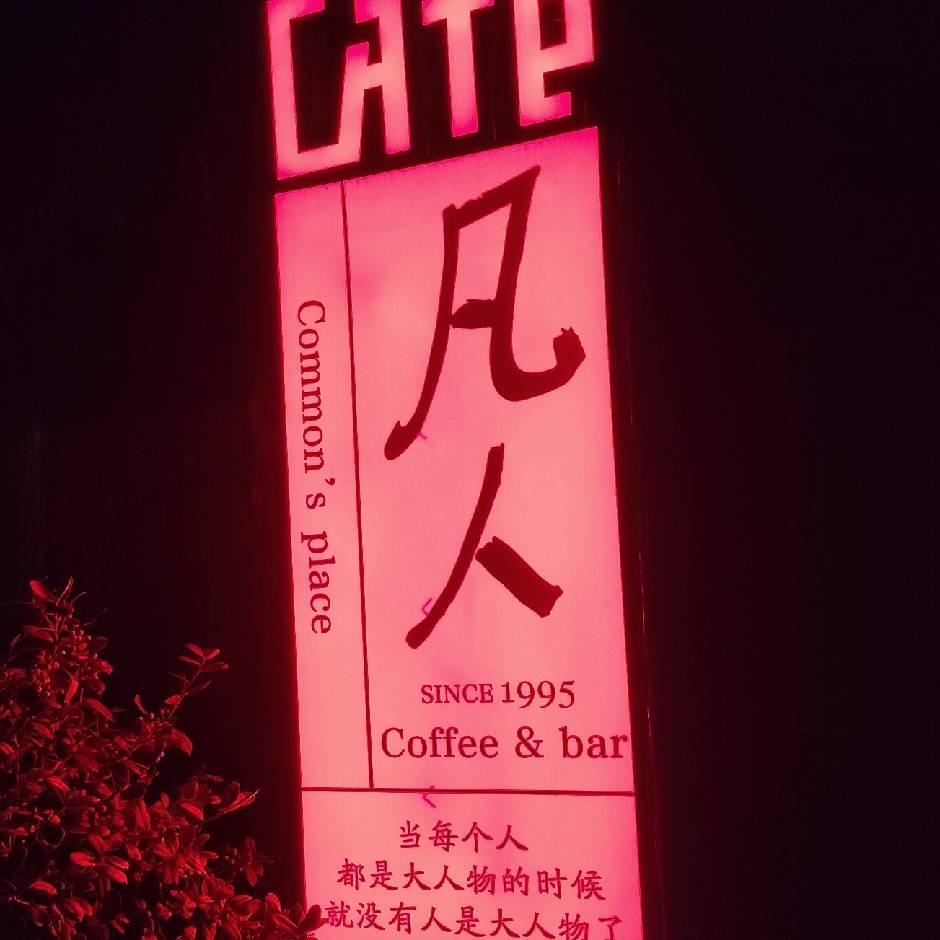 CAFE
凡人
Common's place
SINCE 1995
Coffee & bar
当每个人
都是大人物的时候
就没有人是大人物了